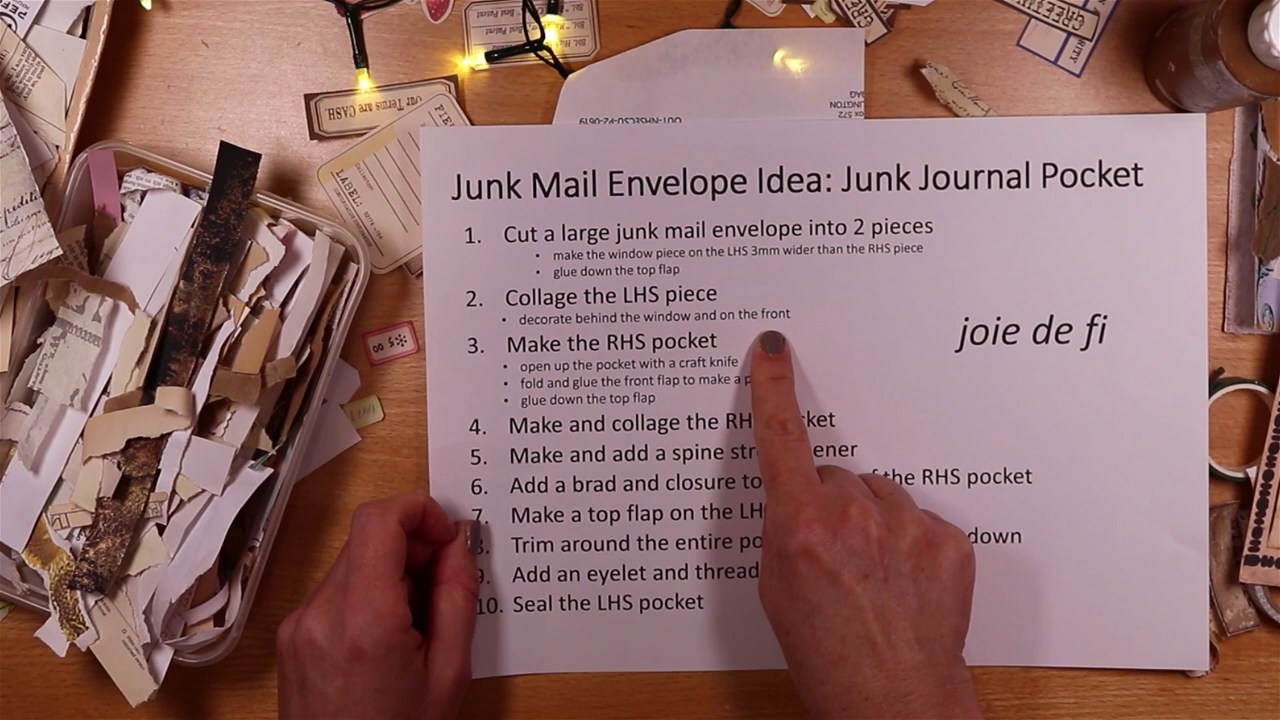 Our Terms are CASH.
LABEL:
ox 572
Junk Mail Envelope Idea: Junk Journal Pocket
1. Cut a large junk mail envelope into 2 pieces
• make the window piece on the LHS 3mm wider than the RHS piece
• glue down the top flap
2. Collage the LHS piece
• decorate behind the window and on the front
joie de fi
3. Make the RHS pocket
• open up the pocket with a craft knife
• fold and glue the front flap to make a p
• glue down the top flap
4. Make and collage the RH cket
5. Make and add a spine str ener
6. Add a brad and closure to f the RHS pocket
7. Make a top flap on the LH
8. Trim around the entire po down
9. Add an eyelet and thread
10. Seal the LHS pocket